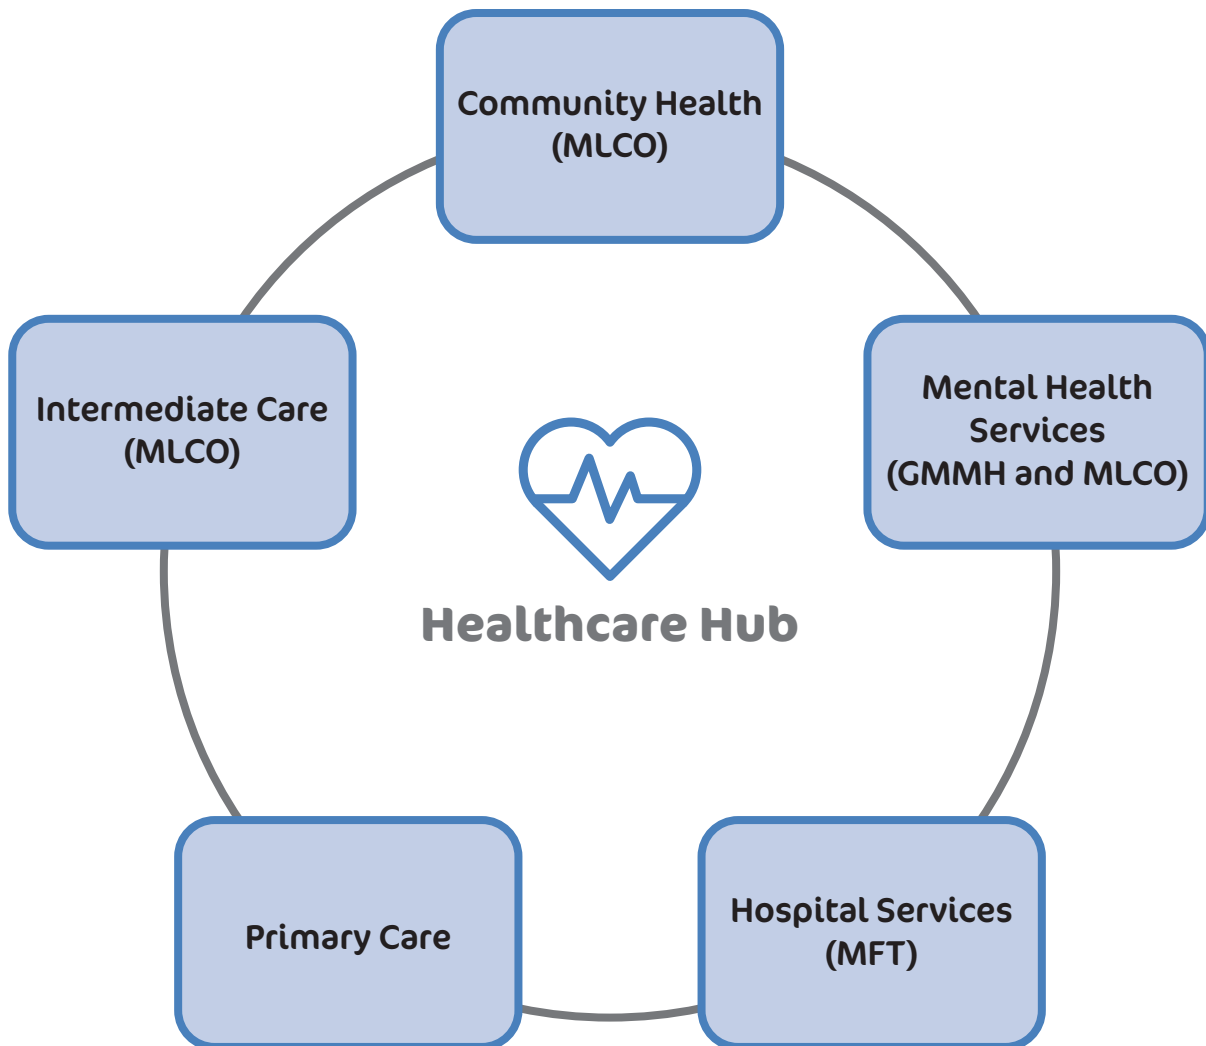 Community Health
(MLCO)
Intermediate Care
(MLCO)
Mental Health
Services
(GMMH and MLCO)
Healthcare Hub
Primary Care
Hospital Services
(MFT)